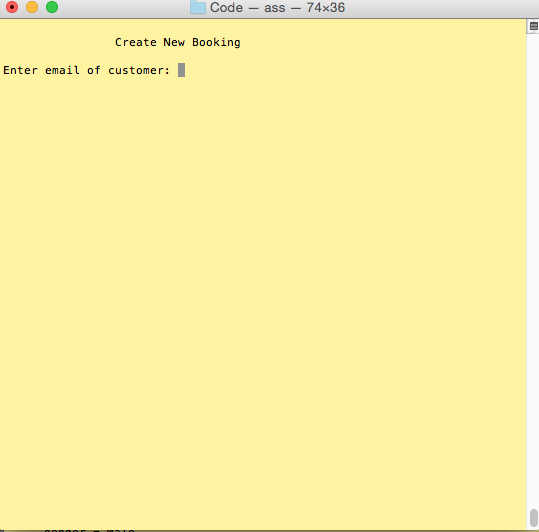 Code — ass — 74×36
Create New Booking
Enter email of customer: